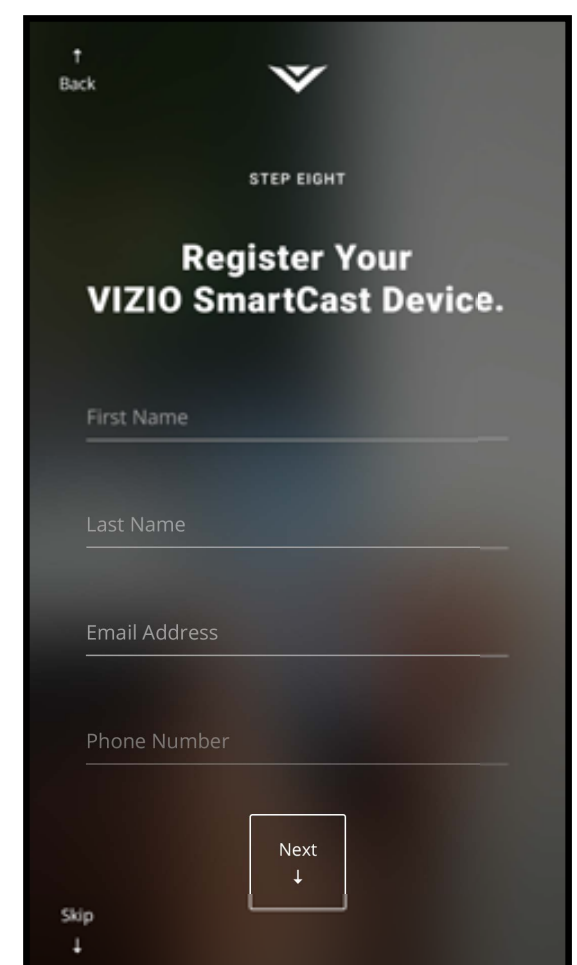 ↑
Back
STEP EIGHT
Register Your
VIZIO SmartCast Device.
First Name
Last Name
Email Address
Phone Number
Next
↓
Skip
↓